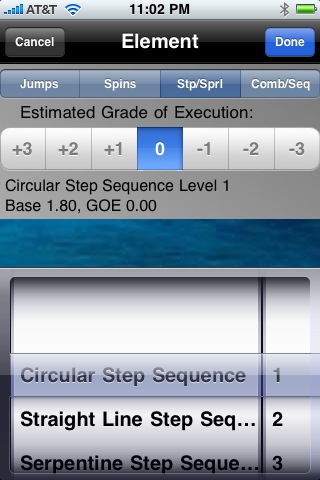 AT&T 11:02 PM
Cancel Element Done
Jumps Spins Stp/Sprl Comb/Seq
Estimated Grade of Execution:
+3 +2 +1 0 -1 -2 -3
Circular Step Sequence Level 1
Base 1.80, GOE 0.00
Circular Step Sequence 1
Straight Line Step Seq... 2
Serpentine Step Seque... 3